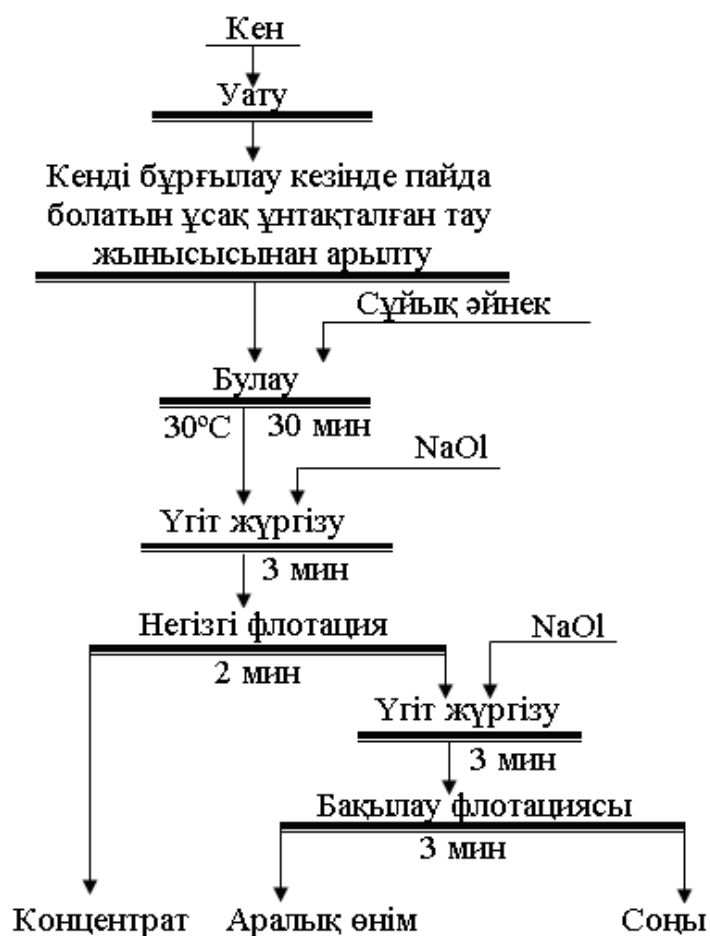 Кен
Уату
Кенді бұрғылау кезінде пайда
болатын ұсақ ұнтақталған тау
жынысысынан арылту
Сұйық әйнек
Булау
30ºС 30 мин
NaOl
Үгіт жүргізу
3 мин
Негізгі флотация
NaOl
2 мин
Үгіт жүргізу
3 мин
Бақылау флотациясы
3 мин
Концентрат Аралық өнім Соңы